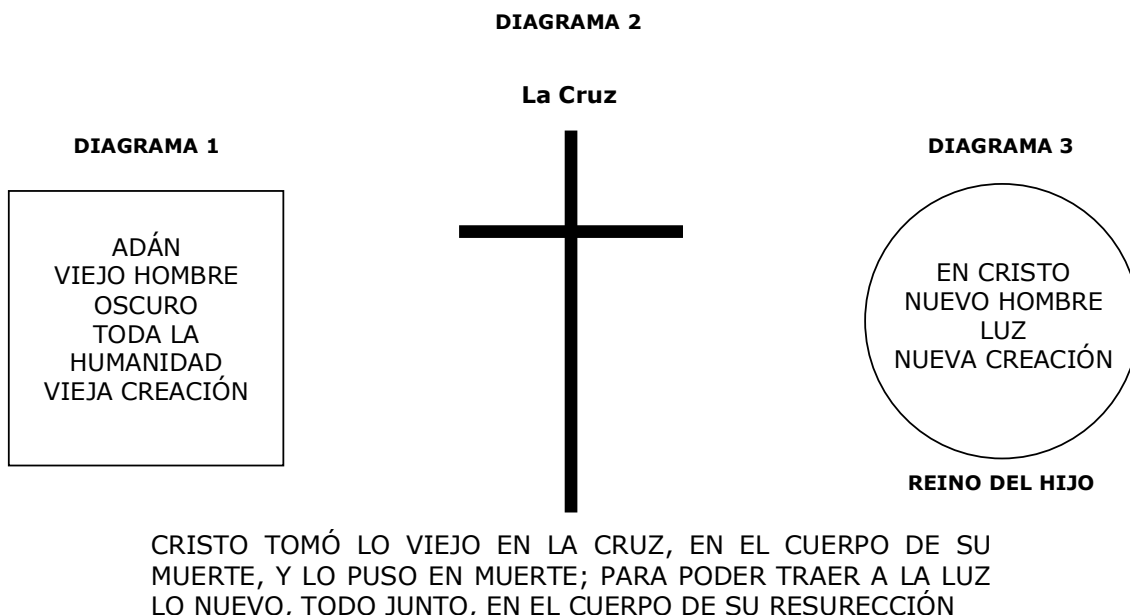 DIAGRAMA 2
La Cruz
DIAGRAMA 1
ADÁN
VIEJO HOMBRE
OSCURO
TODA LA
HUMANIDAD
VIEJA CREACIÓN
DIAGRAMA 3
EN CRISTO
NUEVO HOMBRE
LUZ
NUEVA CREACIÓN
REINO DEL HIJO
CRISTO TOMÓ LO VIEJO EN LA CRUZ, EN EL CUERPO DE SU
MUERTE, Y LO PUSO EN MUERTE; PARA PODER TRAER A LA LUZ
LO NUEVO, TODO JUNTO, EN EL CUERPO DE SU RESURECCIÓN